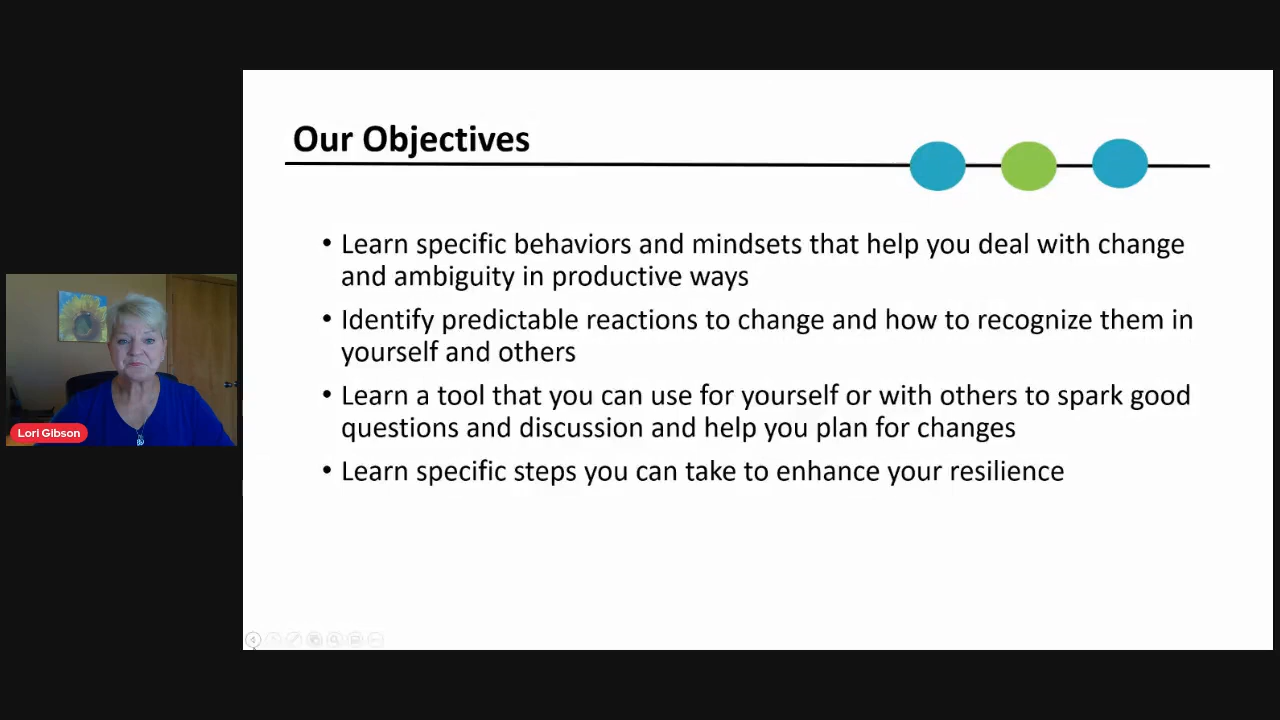 Our Objectives
• Learn specific behaviors and mindsets that help you deal with change
and ambiguity in productive ways
• Identify predictable reactions to change and how to recognize them in
yourself and others
• Learn a tool that you can use for yourself or with others to spark good
questions and discussion and help you plan for changes
• Learn specific steps you can take to enhance your resilience
Lori Gibson